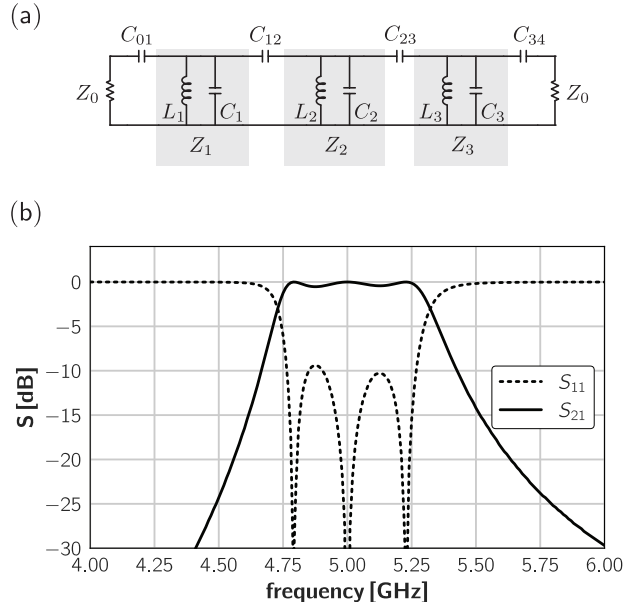 (a)
C01 C12 C23 C34
Z0 L1 C1 L2 C2 L3 C3 Z0
Z1 Z2 Z3
(b)
S [dB]
0
−5
−10
−15
−20
−25
−30
S11
S21
4.00 4.25 4.50 4.75 5.00 5.25 5.50 5.75 6.00
frequency [GHz]